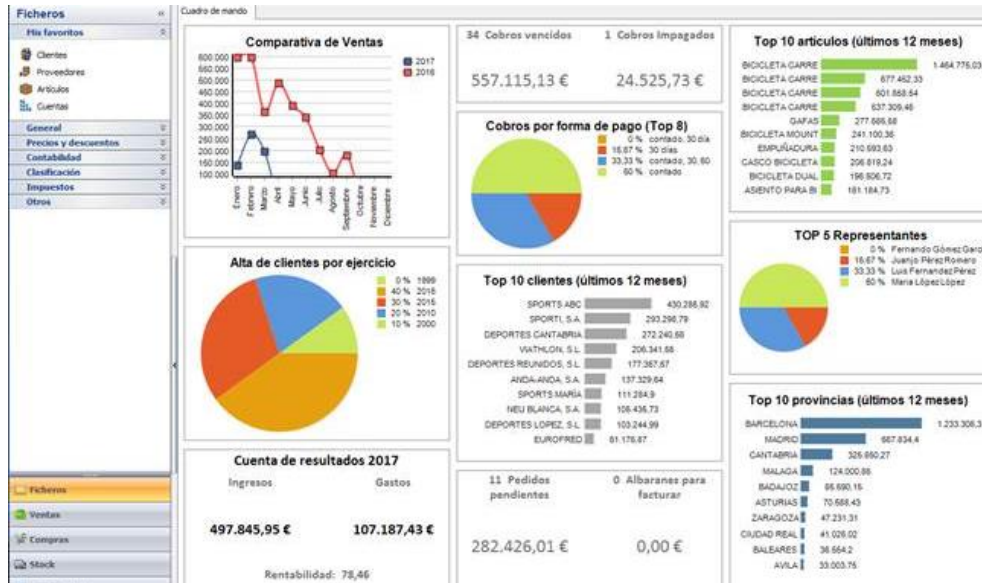 Ficheros
Mis favoritos
Clientes
Proveedores
Artículos
Cuentas
General
Precios y descuentos
Contabilidad
Clasificación
Impuestos
Otros
Ficheros
Ventas
Compras
Stock
Cuadro de mando
Comparativa de Ventas
2017
2016
600.000
550.000
500.000
450.000
400.000
350.000
300.000
250.000
200.000
150.000
100.000
Enero
Febrero
Marzo
Abril
Mayo
Junio
Julio
Agosto
Septiembre
Octubre
Noviembre
Diciembre
Alta de clientes por ejercicio
0 % 1999
40 % 2016
30 % 2015
20 % 2010
10 % 2000
Cuenta de resultados 2017
Ingresos Gastos
497.845,95 € 107.187,43 €
Rentabilidad: 78,46
34 Cobros vencidos 1 Cobros Impagados
557.115,13 € 24.525,73 €
Cobros por forma de pago (Top 8)
0 % contado, 30 día
16,67 % 30 días
33,33 % contado, 30, 60
50 % contado
Top 10 clientes (últimos 12 meses)
SPORTS ABC 430.286,92
SPORTI, S.A. 293.298,79
DEPORTES CANTABRIA 272.240,66
VIATHLON, S.L. 206.341,66
DEPORTES REUNIDOS, S.L. 177.367,67
ANDA-ANDA, S.A. 137.329,64
SPORTS MARÍA 111.284,9
NEU BLANCA, S.A. 106.436,73
DEPORTES LOPEZ, S.L. 103.244,99
EUROFRED 61.176,87
11 Pedidos pendientes 0 Albaranes para facturar
282.426,01 € 0,00 €
Top 10 artículos (últimos 12 meses)
BICICLETA CARRE 1.464.775,03
BICICLETA CARRE 877.452,33
BICICLETA CARRE 801.868,64
BICICLETA CARRE 637.309,46
GAFAS 277.666,68
BICICLETA MOUNT 241.100,36
EMPUÑADURA 210.593,63
CASCO BICICLETA 206.819,24
BICICLETA DUAL 196.606,72
ASIENTO PARA BI 181.184,73
TOP 5 Representantes
0 % Fernando Gómez Garc
16,67 % Juanjo Pérez Romero
33,33 % Luis Fernandez Pérez
50 % Maria López López
Top 10 provincias (últimos 12 meses)
BARCELONA 1.233.306,3
MADRID 667.834,4
CANTABRIA 325.650,27
MALAGA 124.000,86
BADAJOZ 85.690,15
ASTURIAS 70.688,43
ZARAGOZA 47.231,31
CIUDAD REAL 41.026,02
BALEARES 36.664,2
AVILA 33.003,75